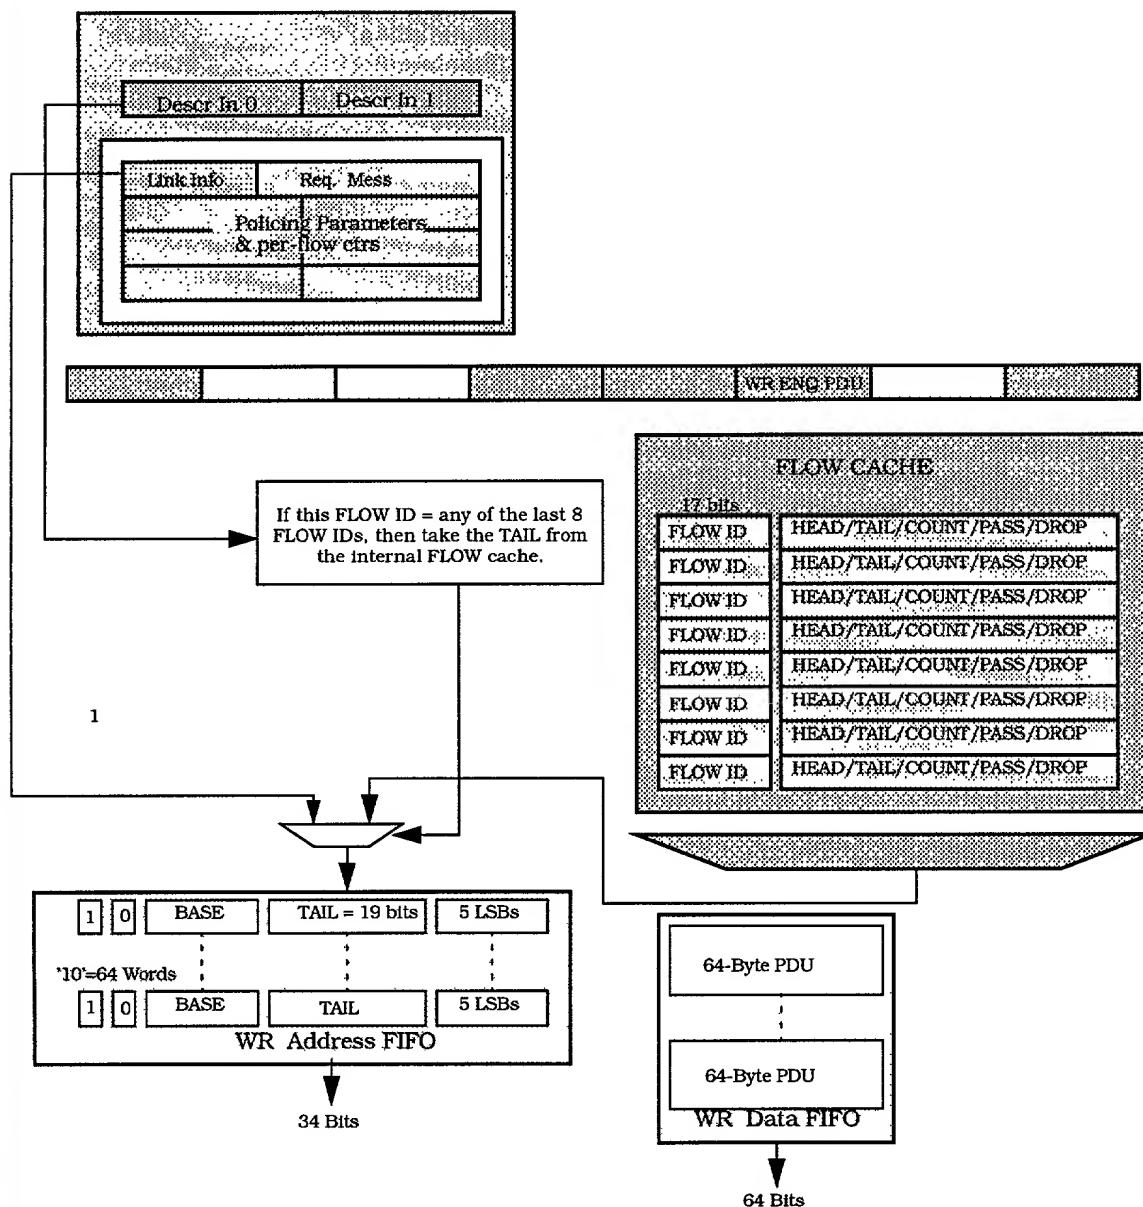 Descr In 0 Descr In 1
Link Info Req. Mess
Policing Parameters
& per-flow ctrs
WR ENQ PDU
FLOW CACHE
17 bits
FLOW ID HEAD/TAIL/COUNT/PASS/DROP
FLOW ID HEAD/TAIL/COUNT/PASS/DROP
FLOW ID HEAD/TAIL/COUNT/PASS/DROP
FLOW ID HEAD/TAIL/COUNT/PASS/DROP
FLOW ID HEAD/TAIL/COUNT/PASS/DROP
FLOW ID HEAD/TAIL/COUNT/PASS/DROP
FLOW ID HEAD/TAIL/COUNT/PASS/DROP
FLOW ID HEAD/TAIL/COUNT/PASS/DROP
If this FLOW ID = any of the last 8
FLOW IDs, then take the TAIL from
the internal FLOW cache.
1
1 0 BASE TAIL = 19 bits 5 LSBs
'10'=64 Words
1 0 BASE TAIL 5 LSBs
WR Address FIFO
34 Bits
64-Byte PDU
64-Byte PDU
WR Data FIFO
64 Bits